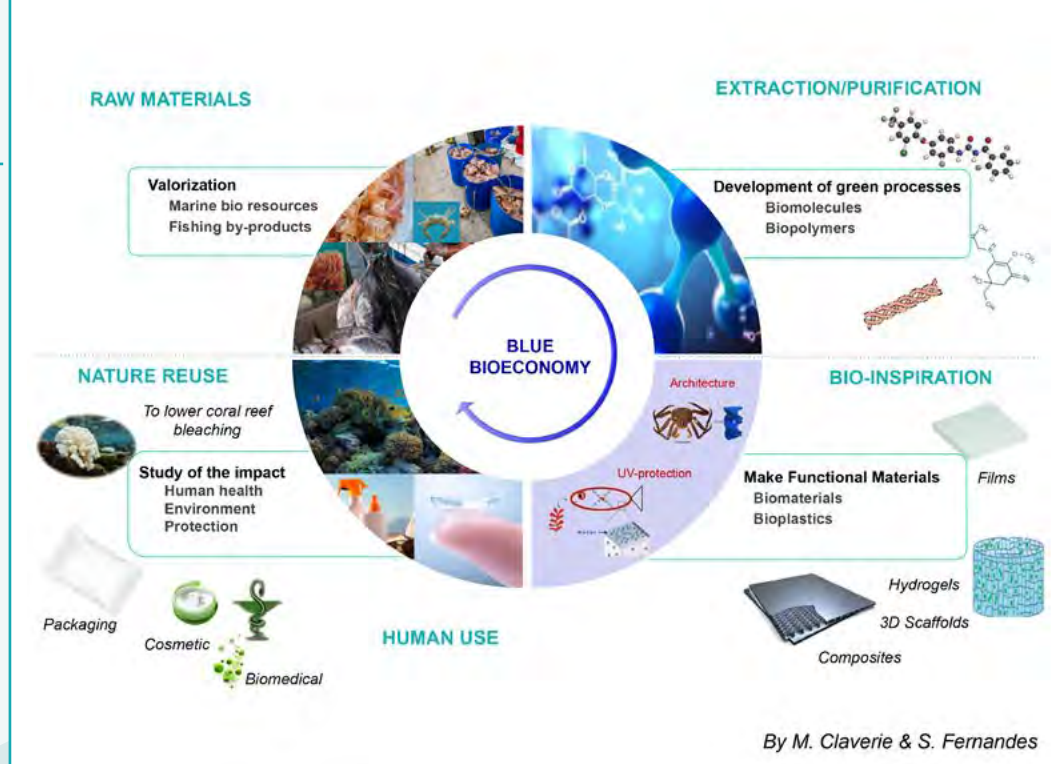 RAW MATERIALS
Valorization
Marine bio resources
Fishing by-products
EXTRACTION/PURIFICATION
Development of green processes
Biomolecules
Biopolymers
BLUE
BIOECONOMY
NATURE REUSE
To lower coral reef
bleaching
Study of the impact
Human health
Environment
Protection
Packaging
Cosmetic
Biomedical
HUMAN USE
Architecture
UV-protection
BIO-INSPIRATION
Make Functional Materials
Biomaterials
Bioplastics
Films
Hydrogels
3D Scaffolds
Composites
By M. Claverie & S. Fernandes